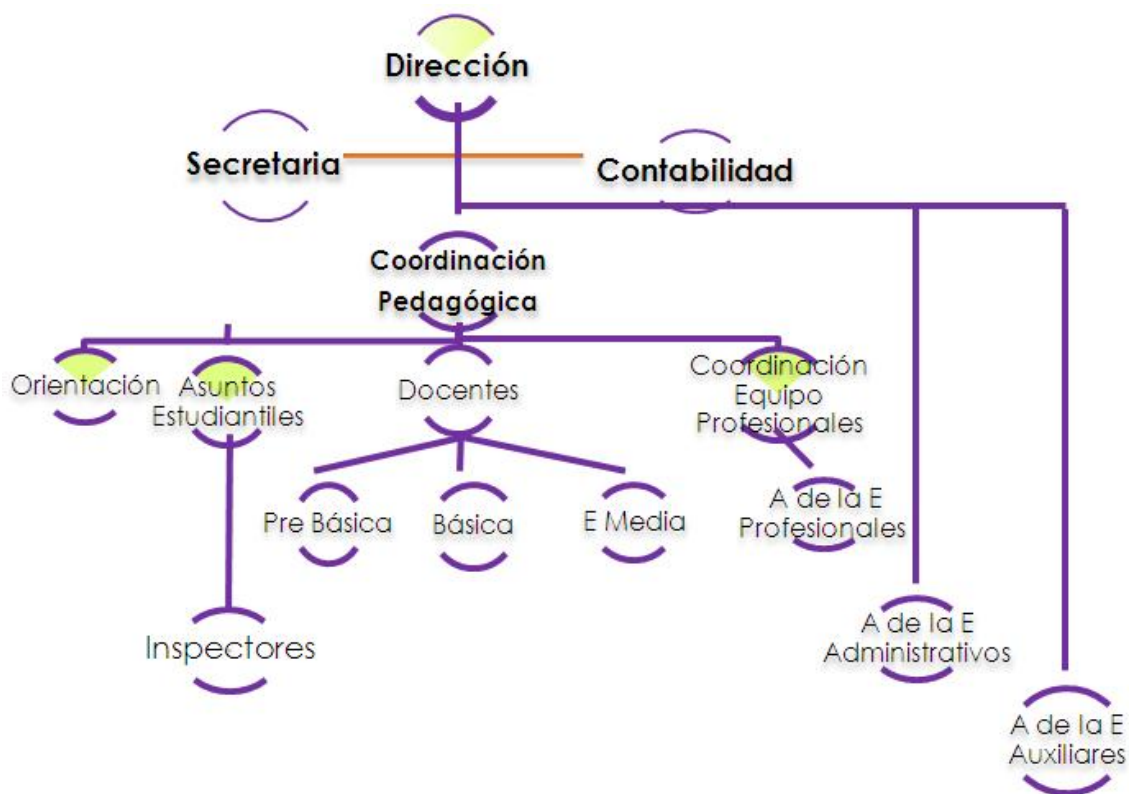 Dirección
Secretaria
Contabilidad
Coordinación
Pedagógica
Orientación
Asuntos
Estudiantiles
Docentes
Coordinación
Equipo
Profesionales
Pre Básica
Básica
E Media
A de la E
Profesionales
Inspectores
A de la E
Administrativos
A de la E
Auxiliares